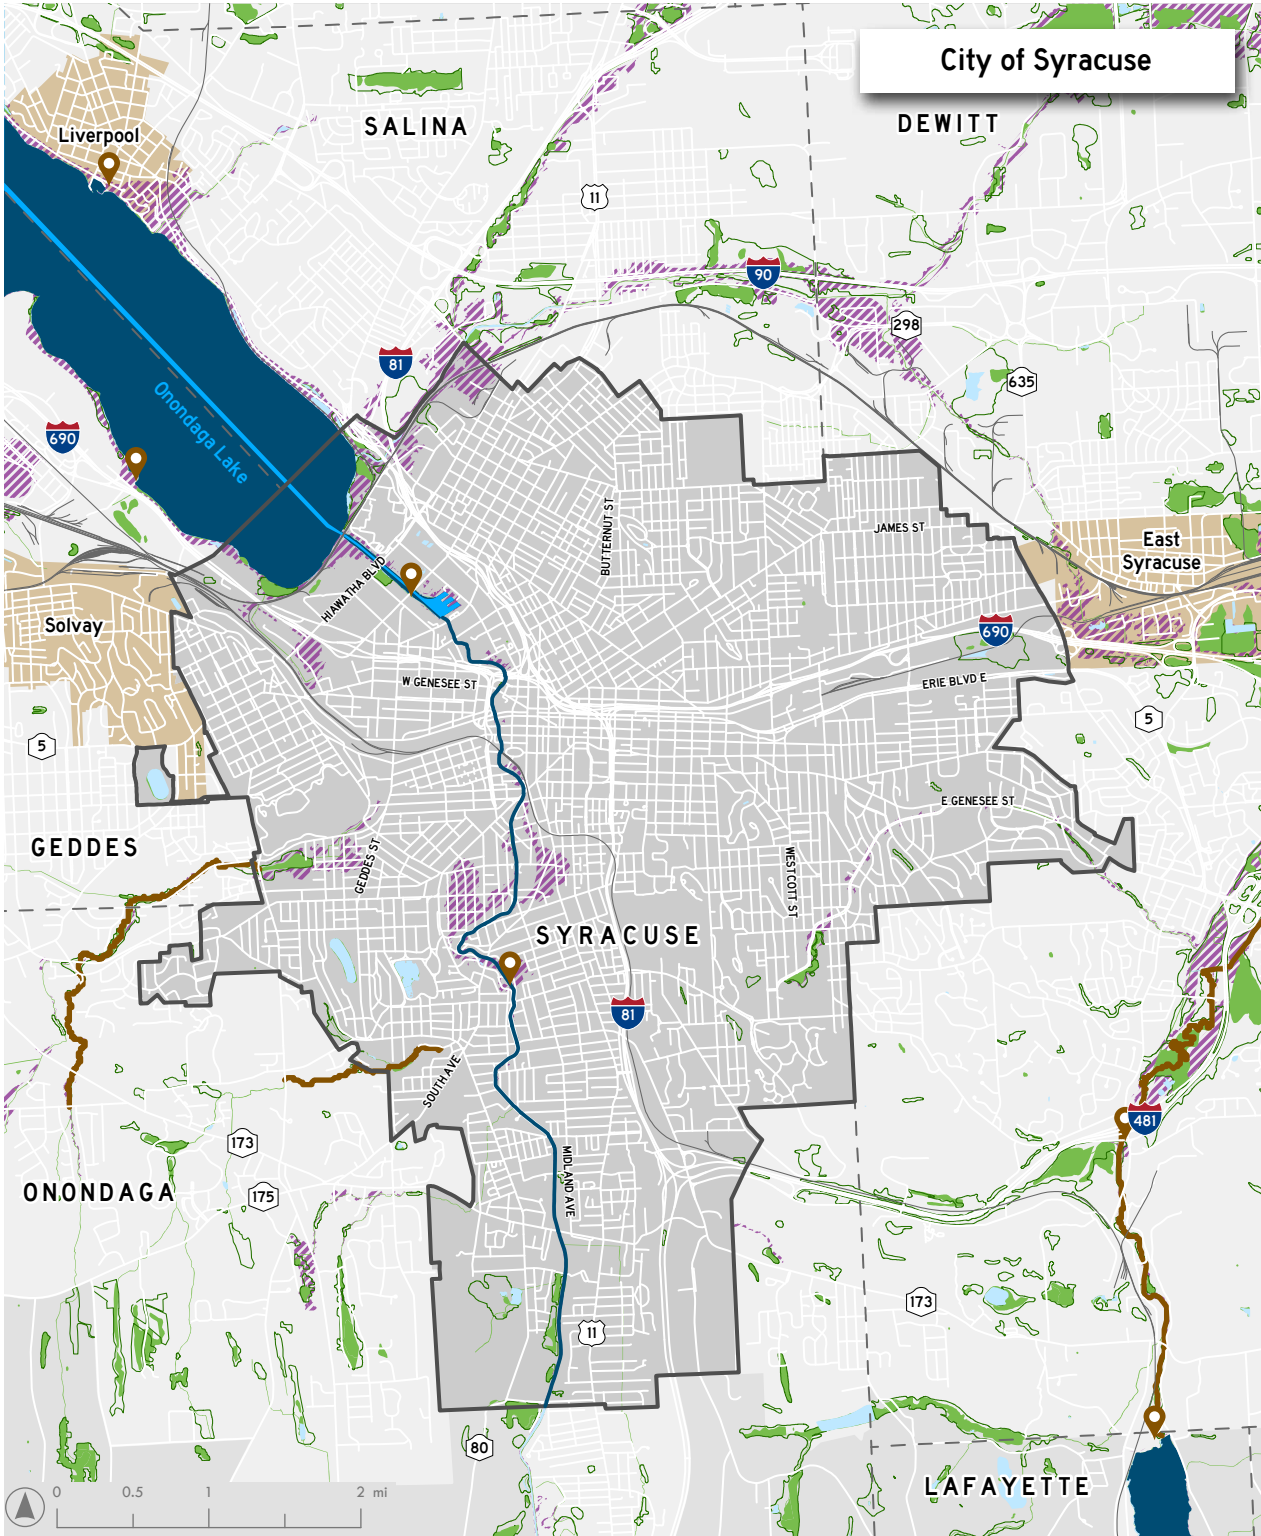 City of Syracuse
SALINA
DEWITT
Liverpool
11
90
298
81
635
Onondaga Lake
690
BUTTERNUT ST
JAMES ST
East
Syracuse
HIAWATHA BLVD
Solvay
690
W GENESEE ST
ERIE BLVD E
5
5
E GENESEE ST
GEDDES
GEDDES ST
WESTCOTT ST
SYRACUSE
81
SOUTH AVE
481
173
MIDLAND AVE
ONONDAGA
175
173
11
80
LAFAYETTE
0 0.5 1 2 mi